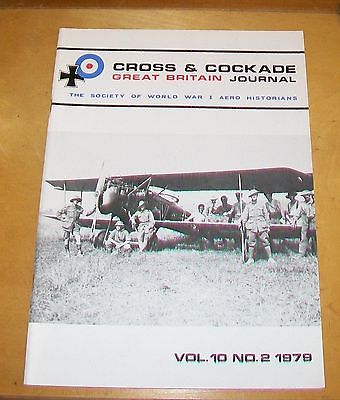 CROSS & COCKADE
GREAT BRITAIN JOURNAL
THE SOCIETY OF WORLD WAR I AERO HISTORIANS
VOL.10 NO.2 1979